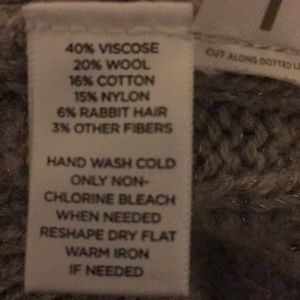 40% VISCOSE
20% WOOL
16% COTTON
15% NYLON
6% RABBIT HAIR
3% OTHER FIBERS
HAND WASH COLD
ONLY NON-
CHLORINE BLEACH
WHEN NEEDED
RESHAPE DRY FLAT
WARM IRON
IF NEEDED
CUT ALONG DOTTED